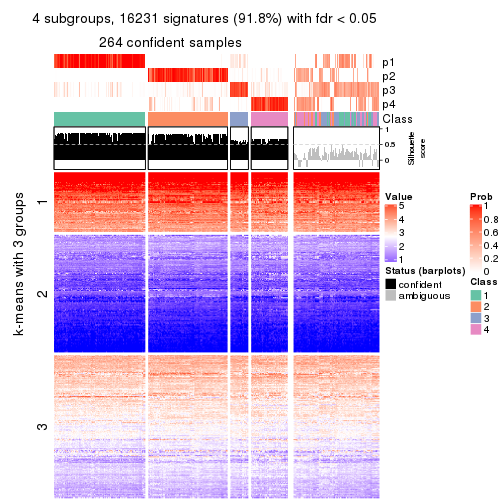 4 subgroups, 16231 signatures (91.8%) with fdr < 0.05
264 confident samples
p1
p2
p3
p4
Class
1
0.5
0
Silhouette
score
k-means with 3 groups
1
2
3
Value
5
4
3
2
1
Status (barplots)
confident
ambiguous
Prob
1
0.8
0.6
0.4
0.2
0
Class
1
2
3
4